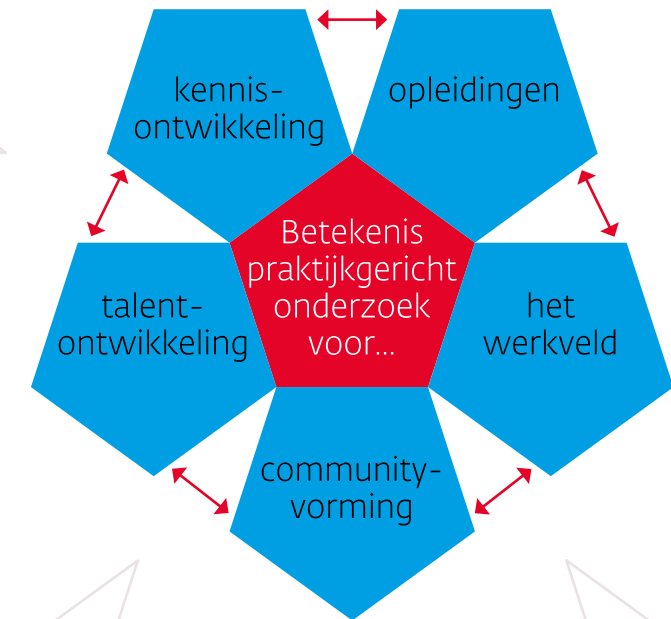 kennis-
ontwikkeling
opleidingen
Betekenis
praktijkgericht
onderzoek
voor...
talent-
ontwikkeling
het
werkveld
community-
vorming